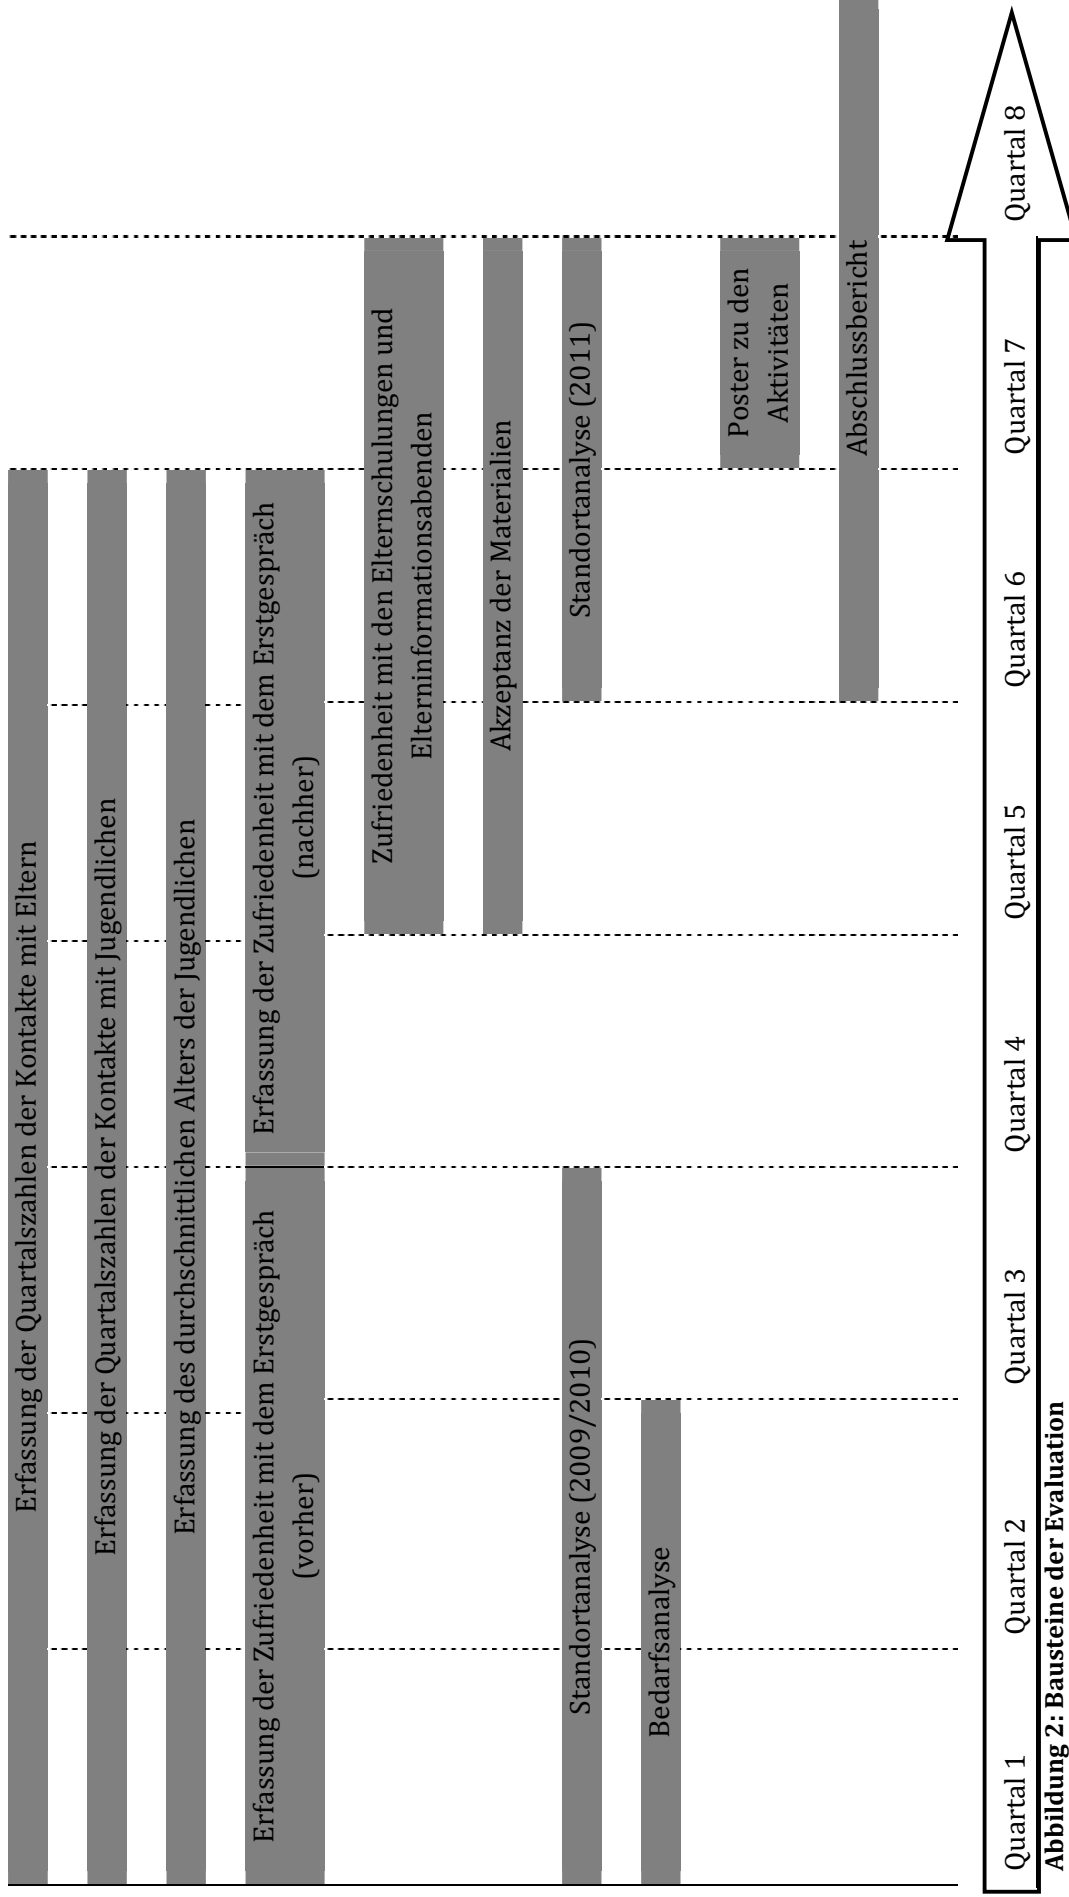 Erfassung der Quartalszahlen der Kontakte mit Eltern
Erfassung der Quartalszahlen der Kontakte mit Jugendlichen
Erfassung des durchschnittlichen Alters der Jugendlichen
Erfassung der Zufriedenheit mit dem Erstgespräch
(vorher)
Erfassung der Zufriedenheit mit dem Erstgespräch
(nachher)
Zufriedenheit mit den Elternschulungen und
Elterninformationsabenden
Akzeptanz der Materialien
Standortanalyse (2009/2010)
Standortanalyse (2011)
Bedarfsanalyse
Poster zu den
Aktivitäten
Abschlussbericht
Quartal 1
Quartal 2
Quartal 3
Quartal 4
Quartal 5
Quartal 6
Quartal 7
Quartal 8
Abbildung 2: Bausteine der Evaluation